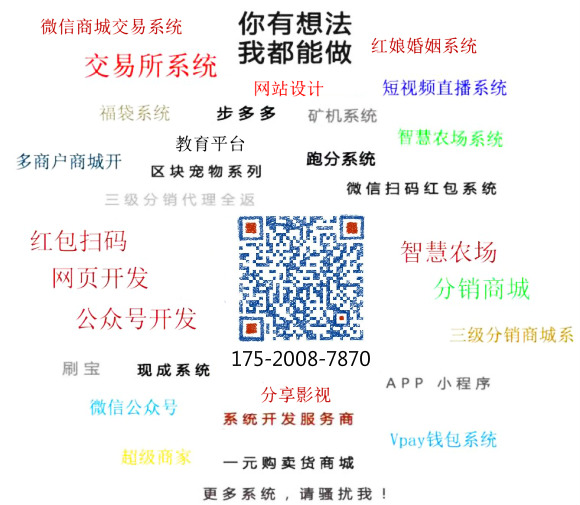 你有想法
微信商城交易系统
我都能做
红娘婚姻系统
交易所系统
网站设计
短视频直播系统
福袋系统
步多多
矿机系统
智慧农场系统
教育平台
多商户商城开
区块宠物系列
跑分系统
微信扫码红包系统
三级分销代理全返
红包扫码
智慧农场
网页开发
分销商城
公众号开发
三级分销商城系
175-2008-7870
刷宝
现成系统
APP 小程序
分享影视
微信公众号
系统开发服务商
Vpay钱包系统
超级商家
一元购卖货商城
更多系统，请骚扰我！